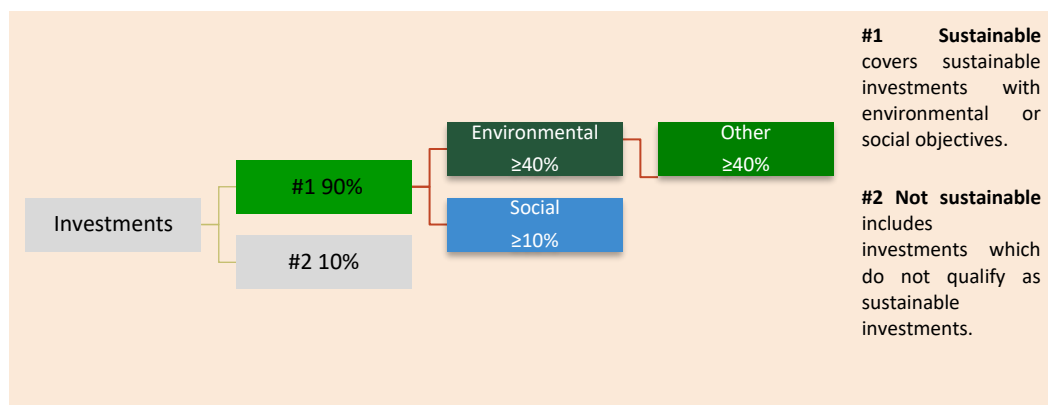 Investments
#1 90%
#2 10%
Environmental
≥40%
Social
≥10%
Other
≥40%
#1 Sustainable
covers sustainable
investments with
environmental or
social objectives.
#2 Not sustainable
includes
investments which
do not qualify as
sustainable
investments.